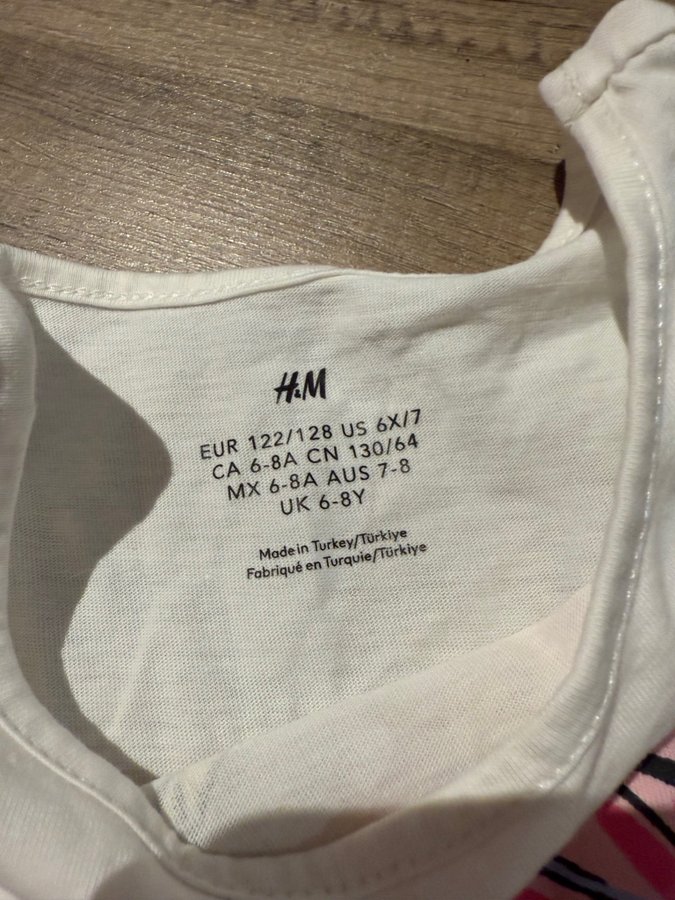 H&M
EUR 122/128 US 6X/7
CA 6-8A CN 130/64
MX 6-8A AUS 7-8
UK 6-8Y
Made in Turkey/Türkiye
Fabriqué en Turquie/Türkiye